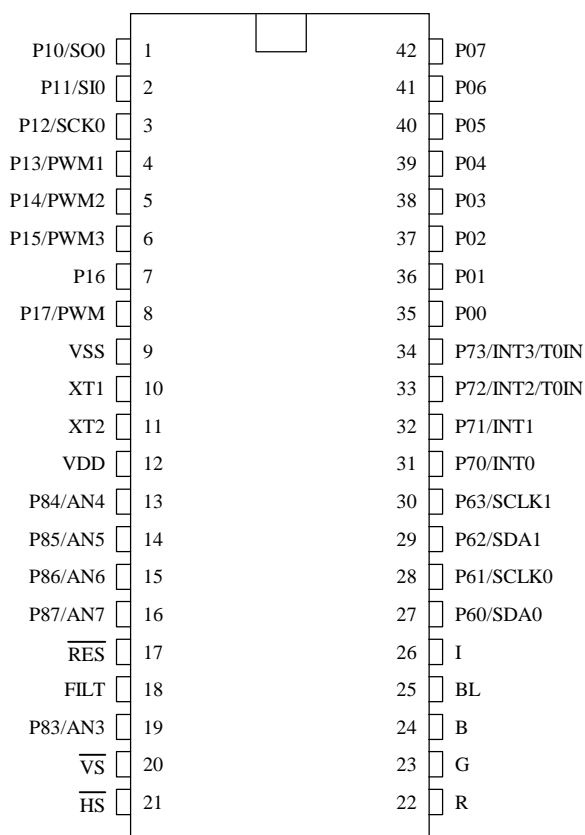 P10/SO0 1 42 P07
P11/SI0 2 41 P06
P12/SCK0 3 40 P05
P13/PWM1 4 39 P04
P14/PWM2 5 38 P03
P15/PWM3 6 37 P02
P16 7 36 P01
P17/PWM 8 35 P00
VSS 9 34 P73/INT3/T0IN
XT1 10 33 P72/INT2/T0IN
XT2 11 32 P71/INT1
VDD 12 31 P70/INT0
P84/AN4 13 30 P63/SCLK1
P85/AN5 14 29 P62/SDA1
P86/AN6 15 28 P61/SCLK0
P87/AN7 16 27 P60/SDA0
RES 17 26 I
FILT 18 25 BL
P83/AN3 19 24 B
VS 20 23 G
HS 21 22 R